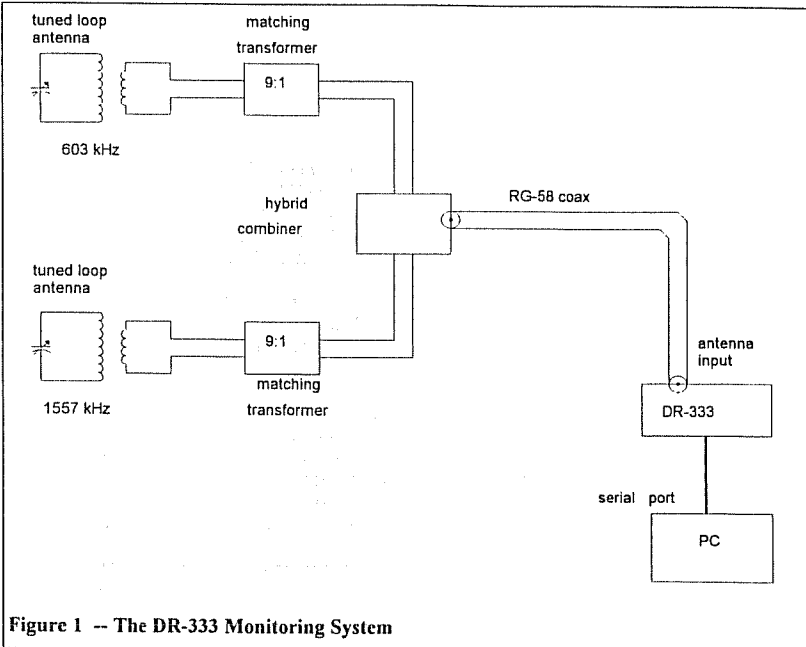 tuned loop
antenna
matching
transformer
9:1
603 kHz
hybrid
combiner
RG-58 coax
tuned loop
antenna
9:1
matching
transformer
1557 kHz
antenna
input
DR-333
serial port
PC
Figure 1 -- The DR-333 Monitoring System